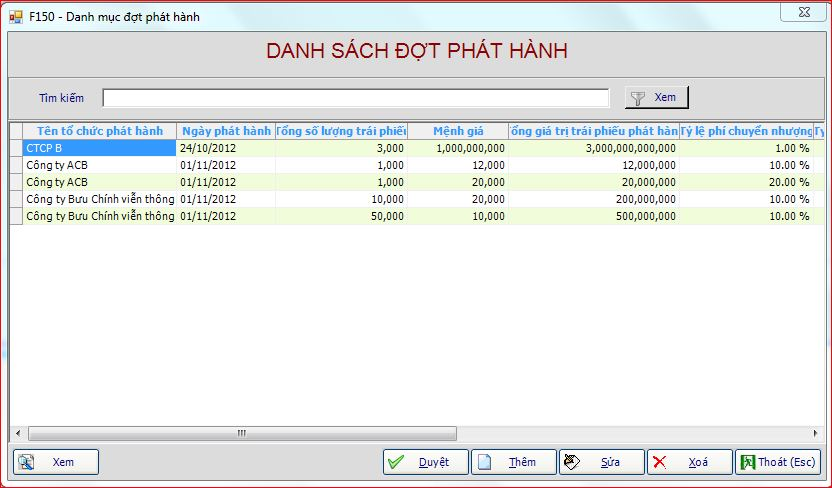 F150 - Danh mục đợt phát hành
DANH SÁCH ĐỢT PHÁT HÀNH
Tìm kiếm Xem
Tên tổ chức phát hành Ngày phát hành Tổng số lượng trái phiếu Mệnh giá ổng giá trị trái phiếu phát hàn Tỷ lệ phí chuyển nhượng Tỷ
CTCP B 24/10/2012 3,000 1,000,000,000 3,000,000,000,000 1.00 %
Công ty ACB 01/11/2012 1,000 12,000 12,000,000 10.00 %
Công ty ACB 01/11/2012 1,000 20,000 20,000,000 20.00 %
Công ty Bưu Chính viễn thông 01/11/2012 10,000 20,000 200,000,000 10.00 %
Công ty Bưu Chính viễn thông 01/11/2012 50,000 10,000 500,000,000 10.00 %
Xem Duyệt Thêm Sửa Xoá Thoát (Esc)